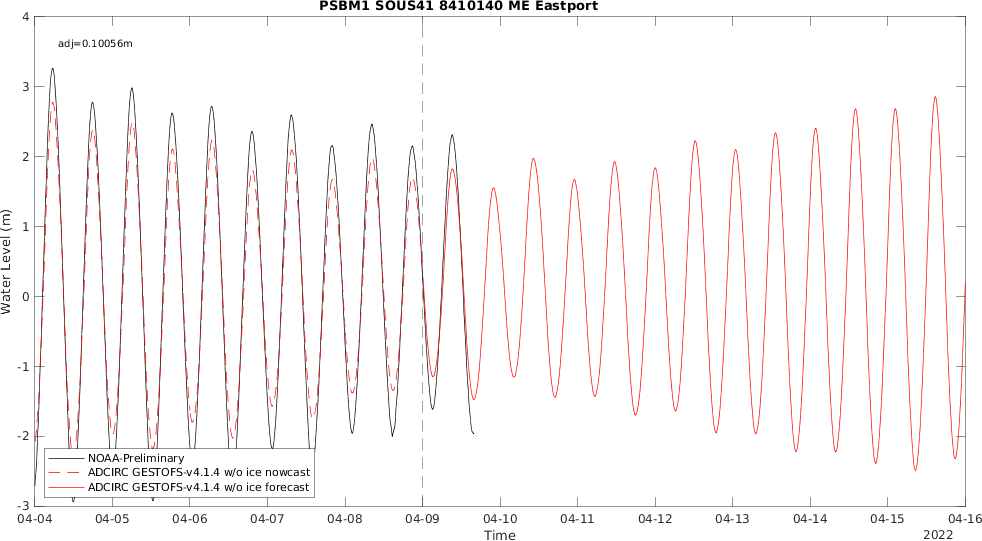 PSBM1 SOUS41 8410140 ME Eastport
adj=0.10056m
4
3
2
1
0
-1
-2
-3
Water Level (m)
NOAA-Preliminary
ADCIRC GESTOFS-v4.1.4 w/o ice nowcast
ADCIRC GESTOFS-v4.1.4 w/o ice forecast
04-04 04-05 04-06 04-07 04-08 04-09 04-10 04-11 04-12 04-13 04-14 04-15 04-16
Time
2022